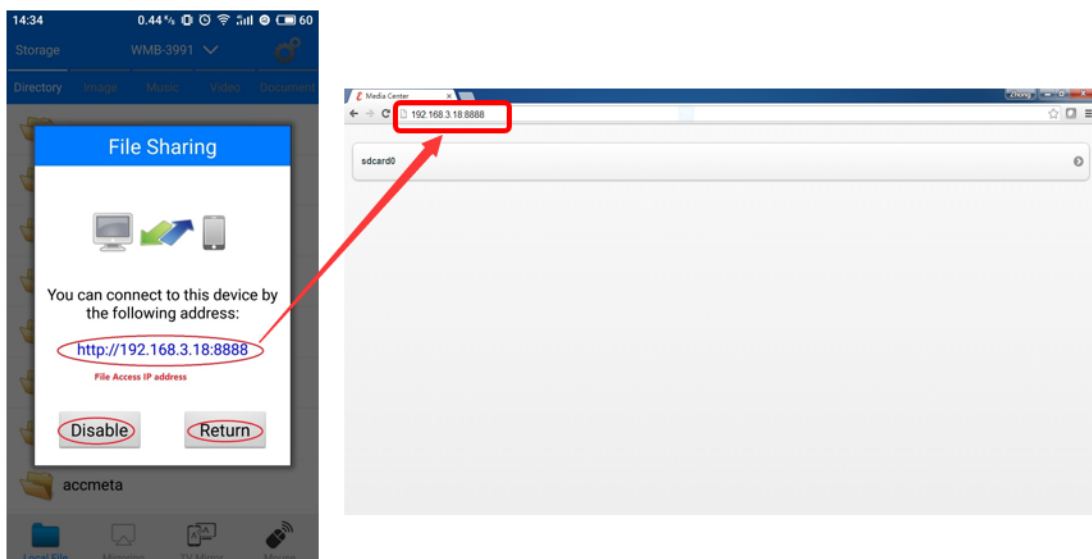 14:34 0.44 ᴷ/s 60
Storage WMB-3991
Directory Image Music Video Document
File Sharing
You can connect to this device by
the following address:
http://192.168.3.18:8888
File Access IP address
Disable Return
accmeta
Local File Mirroring TV Mirror Mouse
Media Center x
Zhong
192.168.3.18:8888
sdcard0